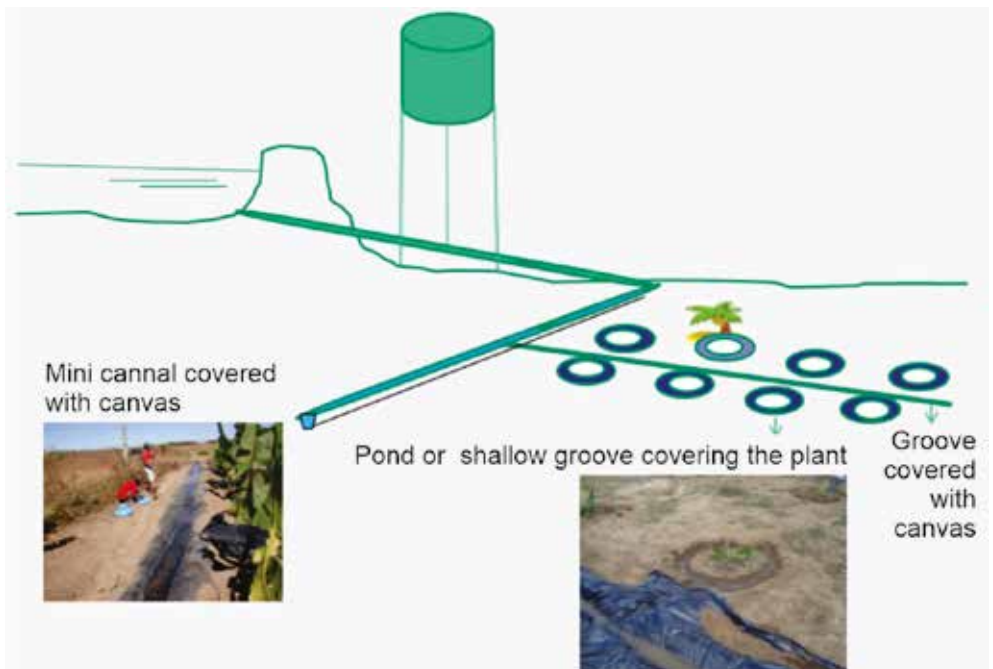 Mini cannal covered
with canvas
Pond or shallow groove covering the plant
Groove
covered
with
canvas